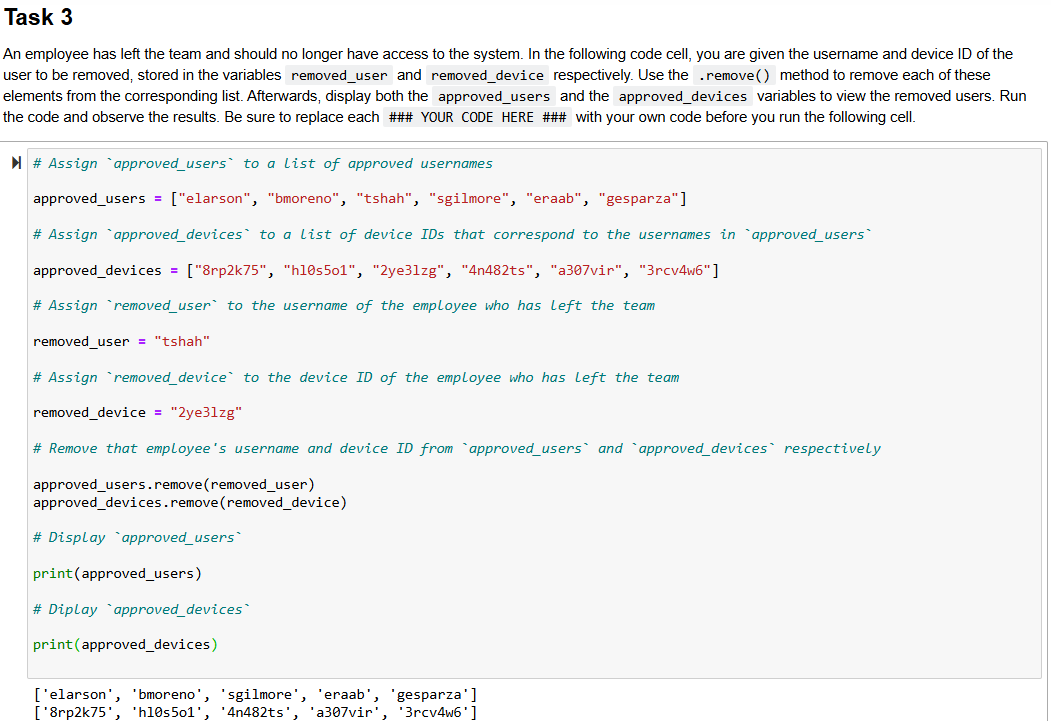 Task 3
An employee has left the team and should no longer have access to the system. In the following code cell, you are given the username and device ID of the
user to be removed, stored in the variables removed_user and removed_device respectively. Use the .remove() method to remove each of these
elements from the corresponding list. Afterwards, display both the approved_users and the approved_devices variables to view the removed users. Run
the code and observe the results. Be sure to replace each ### YOUR CODE HERE ### with your own code before you run the following cell.
# Assign `approved_users` to a list of approved usernames
approved_users = ["elarson", "bmoreno", "tshah", "sgilmore", "eraab", "gesparza"]
# Assign `approved_devices` to a list of device IDs that correspond to the usernames in `approved_users`
approved_devices = ["8rp2k75", "hl0s5o1", "2ye3lzg", "4n482ts", "a307vir", "3rcv4w6"]
# Assign `removed_user` to the username of the employee who has left the team
removed_user = "tshah"
# Assign `removed_device` to the device ID of the employee who has left the team
removed_device = "2ye3lzg"
# Remove that employee's username and device ID from `approved_users` and `approved_devices` respectively
approved_users.remove(removed_user)
approved_devices.remove(removed_device)
# Display `approved_users`
print(approved_users)
# Diplay `approved_devices`
print(approved_devices)
['elarson', 'bmoreno', 'sgilmore', 'eraab', 'gesparza']
['8rp2k75', 'hl0s5o1', '4n482ts', 'a307vir', '3rcv4w6']